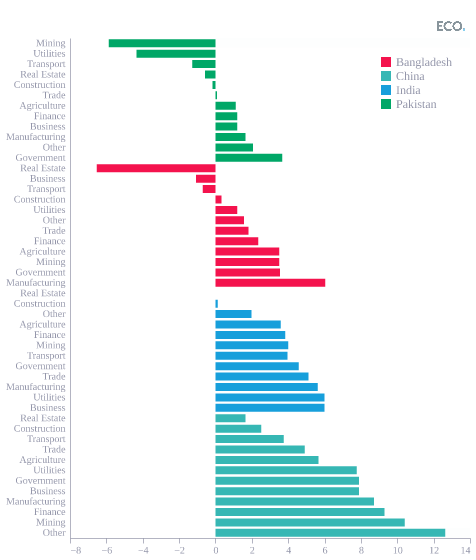 ECO.
Mining
Utilities
Transport
Real Estate
Construction
Trade
Agriculture
Finance
Business
Manufacturing
Other
Government
Real Estate
Business
Transport
Construction
Utilities
Other
Trade
Finance
Agriculture
Mining
Government
Manufacturing
Real Estate
Construction
Other
Agriculture
Finance
Mining
Transport
Government
Trade
Manufacturing
Utilities
Business
Real Estate
Construction
Transport
Trade
Agriculture
Utilities
Government
Business
Manufacturing
Finance
Mining
Other
Bangladesh
China
India
Pakistan
−8 −6 −4 −2 0 2 4 6 8 10 12 14